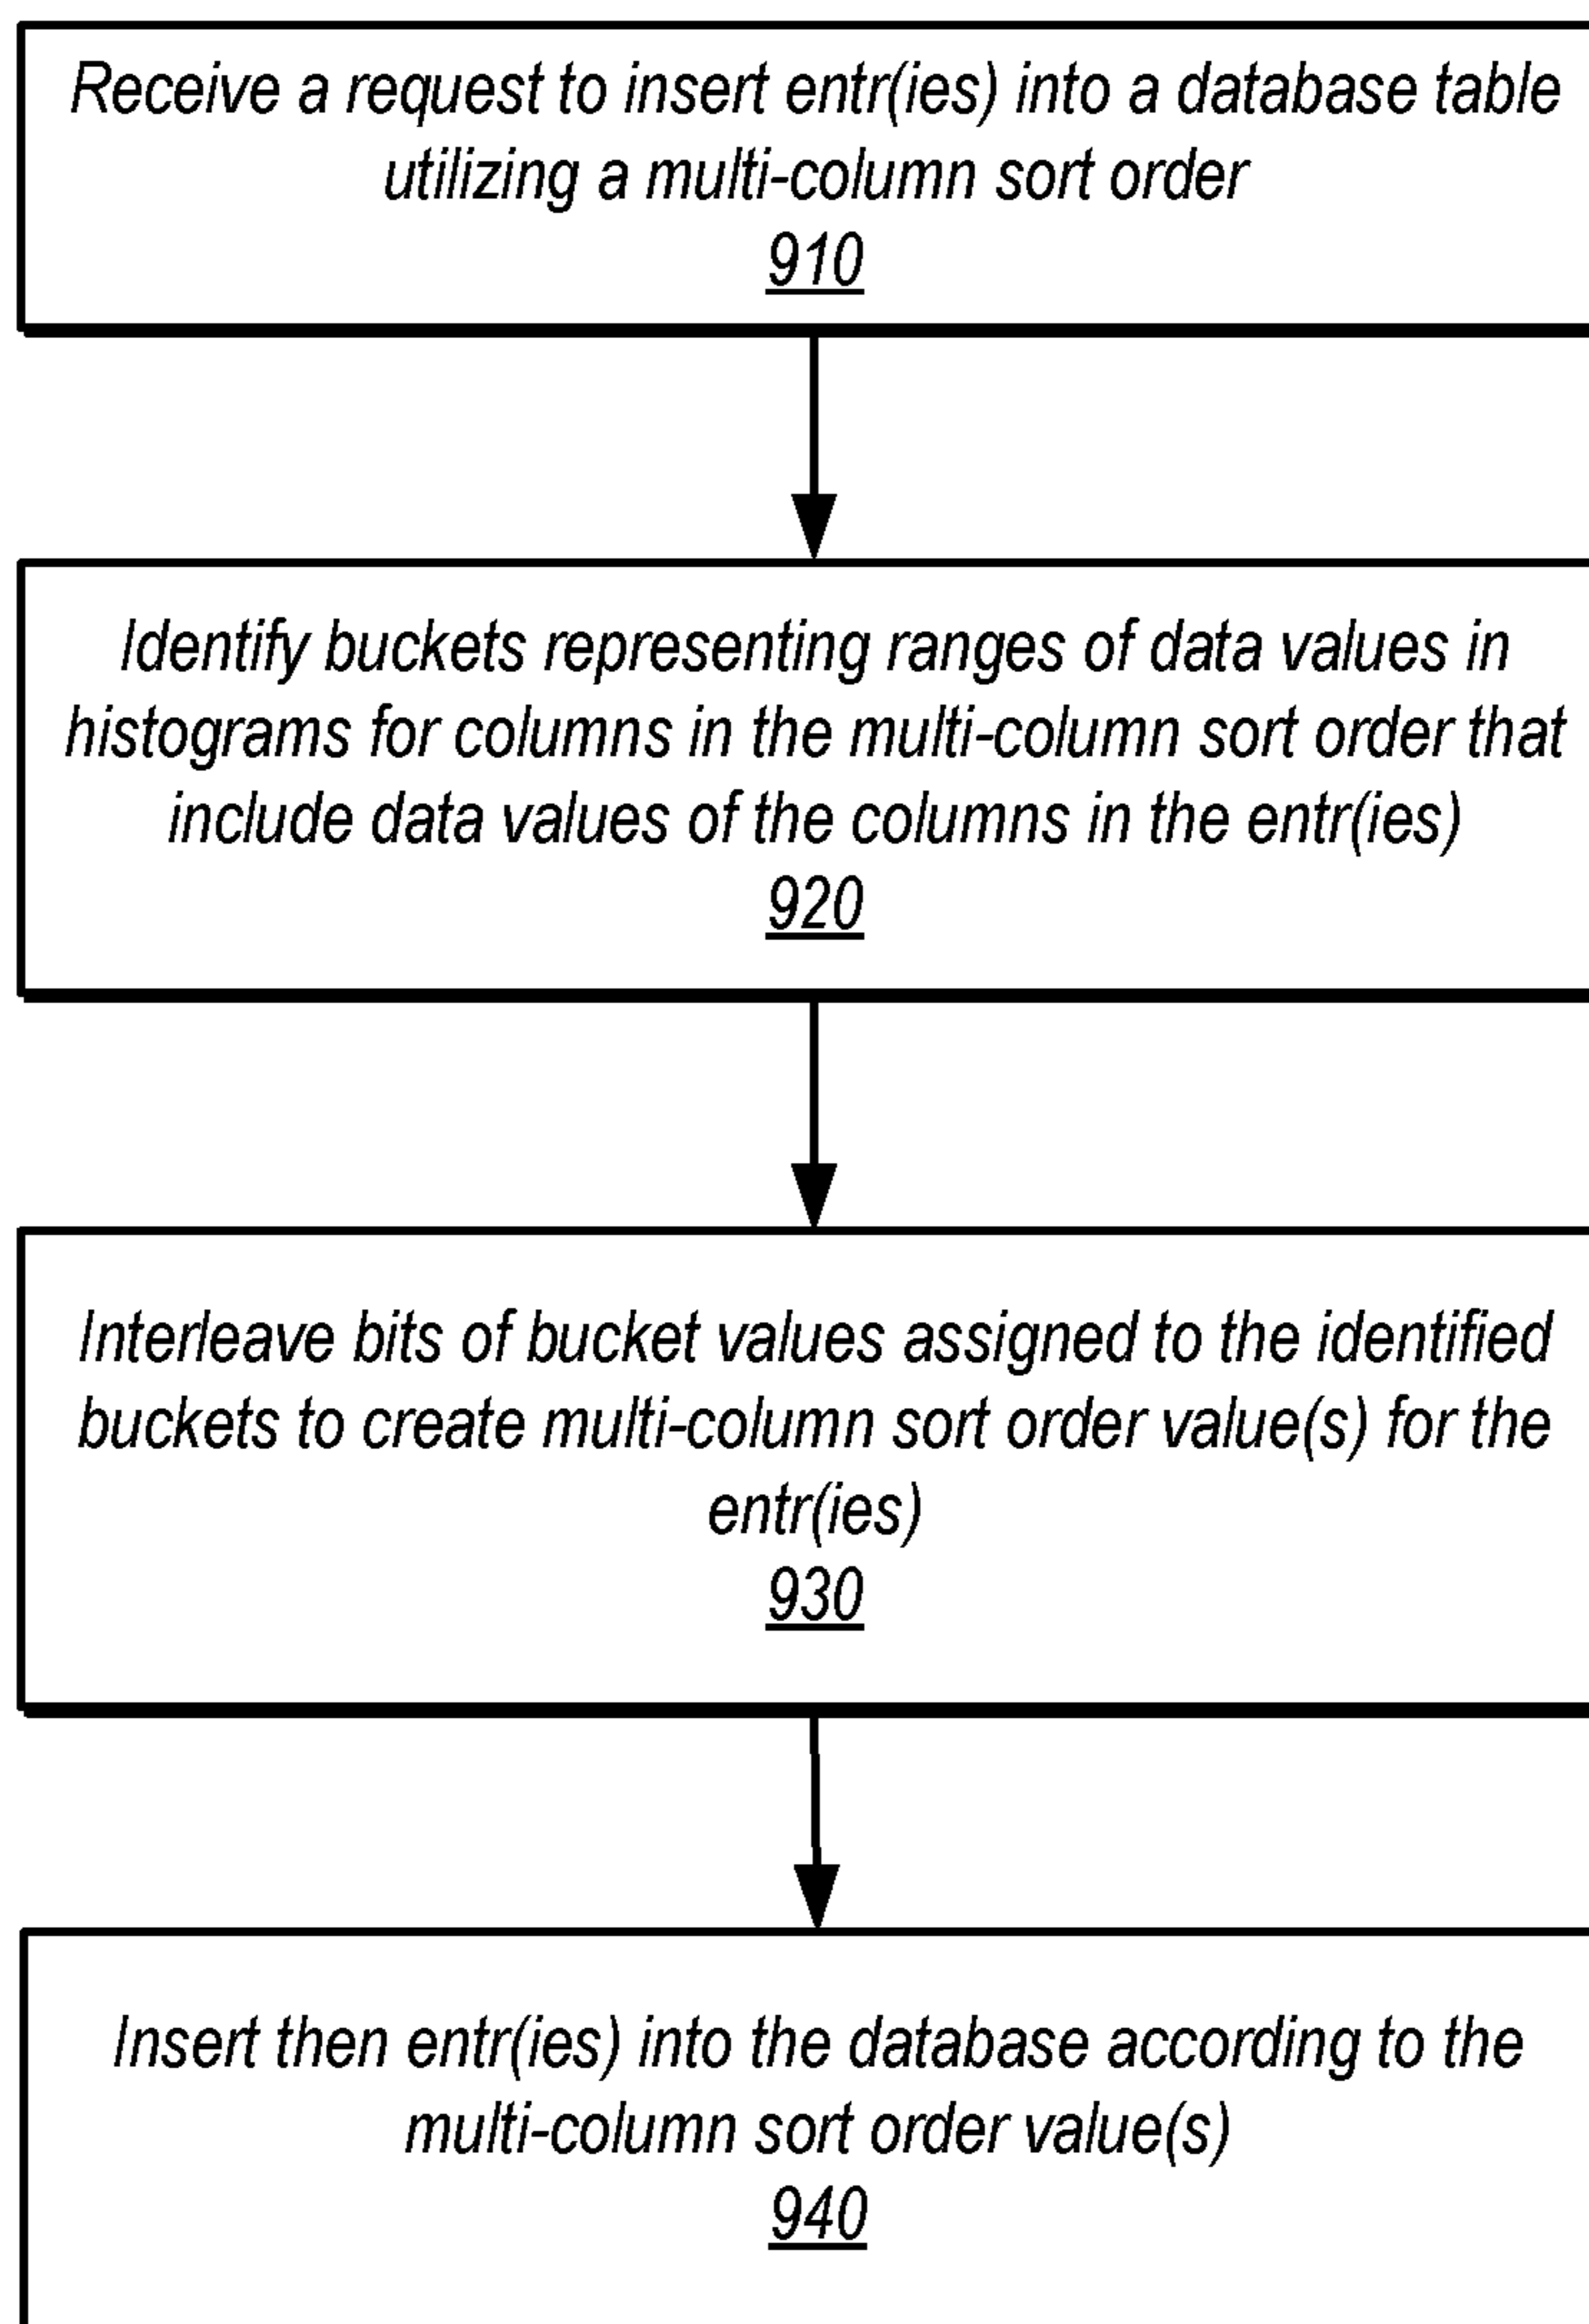 Receive a request to insert entr(ies) into a database table
utilizing a multi-column sort order
910
Identify buckets representing ranges of data values in
histograms for columns in the multi-column sort order that
include data values of the columns in the entr(ies)
920
Interleave bits of bucket values assigned to the identified
buckets to create multi-column sort order value(s) for the
entr(ies)
930
Insert then entr(ies) into the database according to the
multi-column sort order value(s)
940